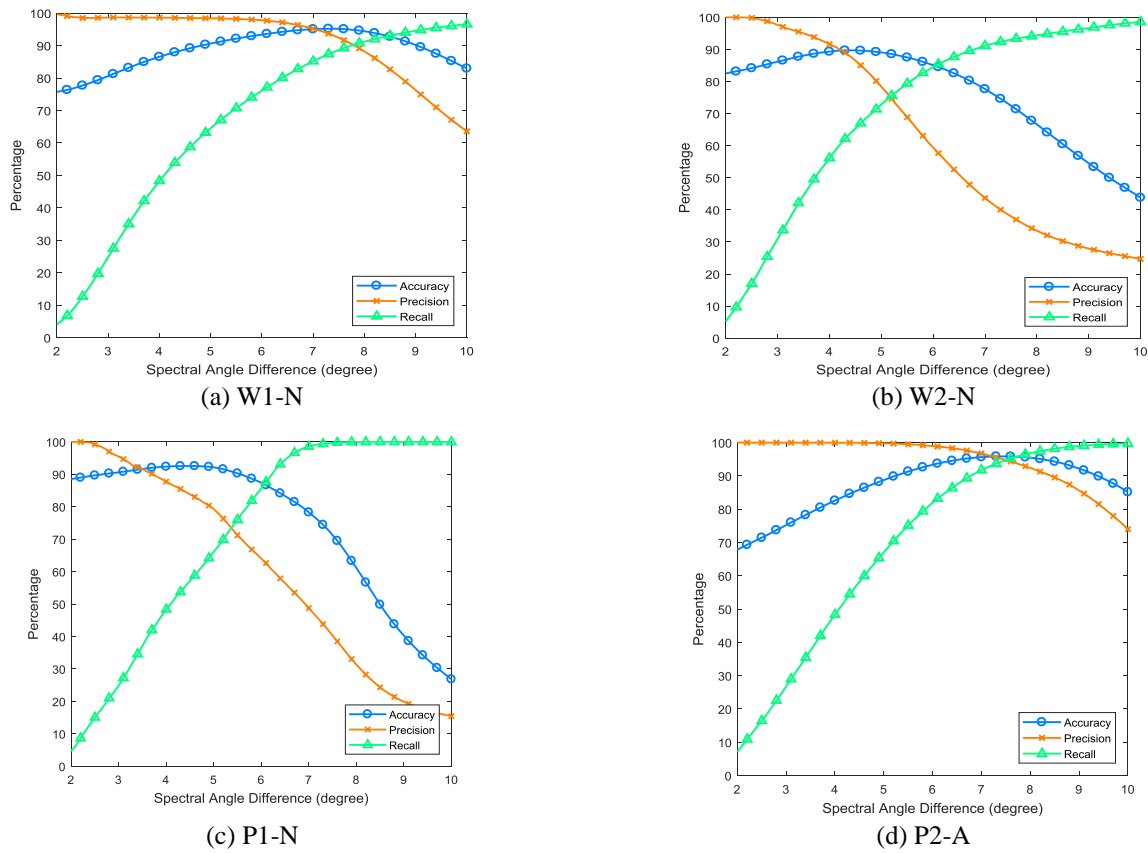 100
90
80
70
60
50
40
30
20
10
0
Percentage
2 3 4 5 6 7 8 9 10
Spectral Angle Difference (degree)
Accuracy
Precision
Recall
(a) W1-N
100
90
80
70
60
50
40
30
20
10
0
Percentage
2 3 4 5 6 7 8 9 10
Spectral Angle Difference (degree)
Accuracy
Precision
Recall
(b) W2-N
100
90
80
70
60
50
40
30
20
10
0
Percentage
2 3 4 5 6 7 8 9 10
Spectral Angle Difference (degree)
Accuracy
Precision
Recall
(c) P1-N
100
90
80
70
60
50
40
30
20
10
0
Percentage
2 3 4 5 6 7 8 9 10
Spectral Angle Difference (degree)
Accuracy
Precision
Recall
(d) P2-A